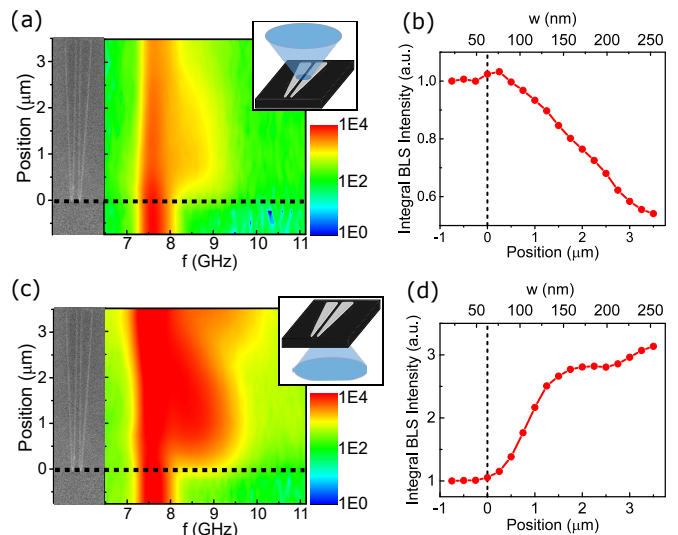 (a)
Position (μm)
3
2
1
0
7 8 9 10 11
f (GHz)
1E4
1E2
1E0
(b)
w (nm)
50 100 150 200 250
Integral BLS Intensity (a.u.)
1.0
0.8
0.6
-1 0 1 2 3
Position (μm)
(c)
Position (μm)
3
2
1
0
7 8 9 10 11
f (GHz)
1E4
1E2
1E0
(d)
w (nm)
50 100 150 200 250
Integral BLS Intensity (a.u.)
3
2
1
-1 0 1 2 3
Position (μm)